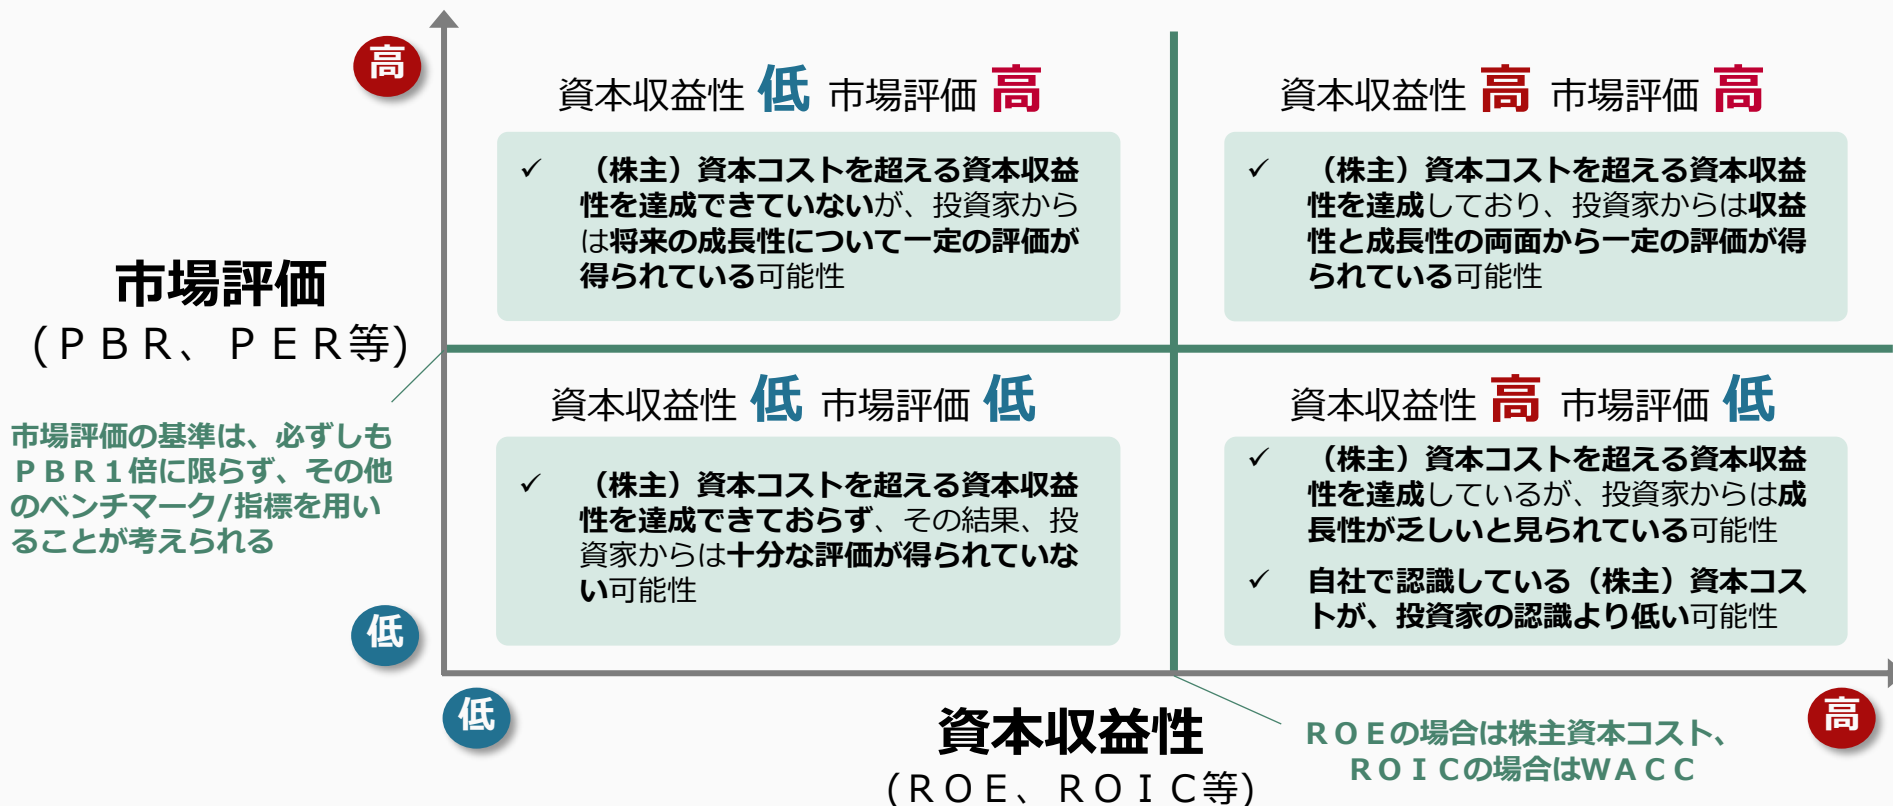 高
資本収益性 低 市場評価 高
✓ （株主）資本コストを超える資本収益
性を達成できていないが、投資家から
は将来の成長性について一定の評価が
得られている可能性
資本収益性 高 市場評価 高
✓ （株主）資本コストを超える資本収益
性を達成しており、投資家からは収益
性と成長性の両面から一定の評価が得
られている可能性
市場評価
(ＰＢＲ、ＰＥＲ等)
市場評価の基準は、必ずしも
ＰＢＲ１倍に限らず、その他
のベンチマーク/指標を用い
ることが考えられる
資本収益性 低 市場評価 低
✓ （株主）資本コストを超える資本収益
性を達成できておらず、その結果、投
資家からは十分な評価が得られていな
い可能性
資本収益性 高 市場評価 低
✓ （株主）資本コストを超える資本収益
性を達成しているが、投資家からは成
長性が乏しいと見られている可能性
✓ 自社で認識している（株主）資本コス
トが、投資家の認識より低い可能性
低
低
資本収益性
(ＲＯＥ、ＲＯＩＣ等)
ＲＯＥの場合は株主資本コスト、
ＲＯＩＣの場合はＷＡＣＣ
高